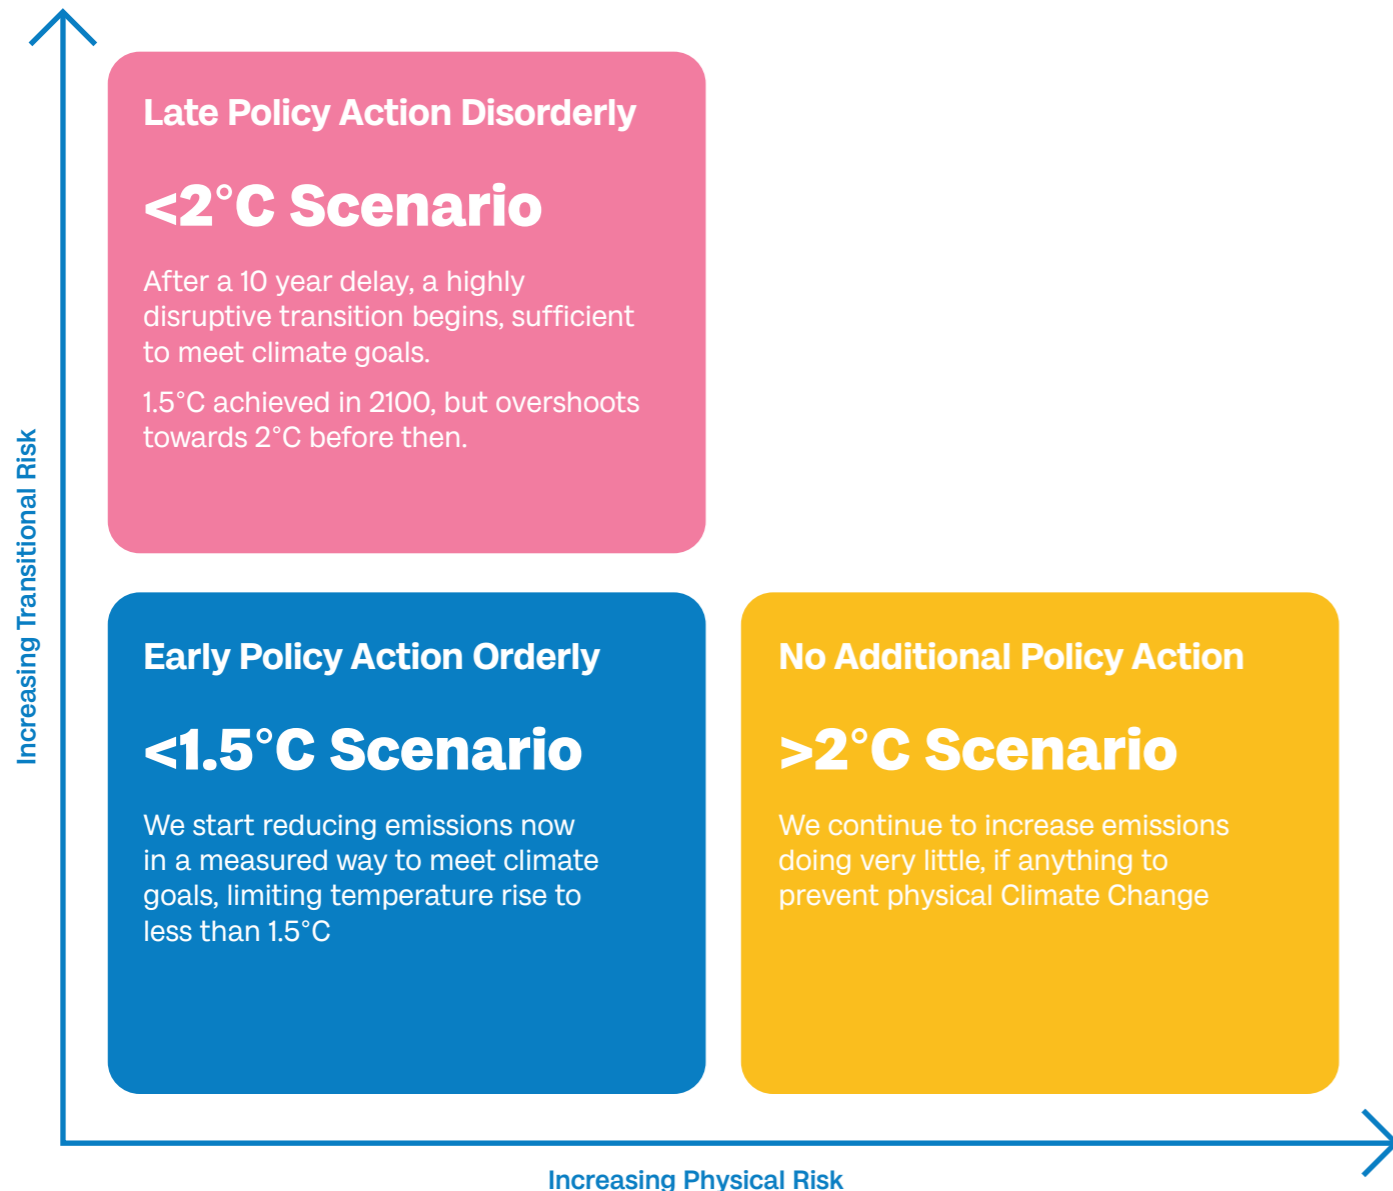 Late Policy Action Disorderly
<2°C Scenario
After a 10 year delay, a highly
disruptive transition begins, sufficient
to meet climate goals.
1.5°C achieved in 2100, but overshoots
towards 2°C before then.
Increasing Transitional Risk
Early Policy Action Orderly
<1.5°C Scenario
We start reducing emissions now
in a measured way to meet climate
goals, limiting temperature rise to
less than 1.5°C
No Additional Policy Action
>2°C Scenario
We continue to increase emissions
doing very little, if anything to
prevent physical Climate Change
Increasing Physical Risk